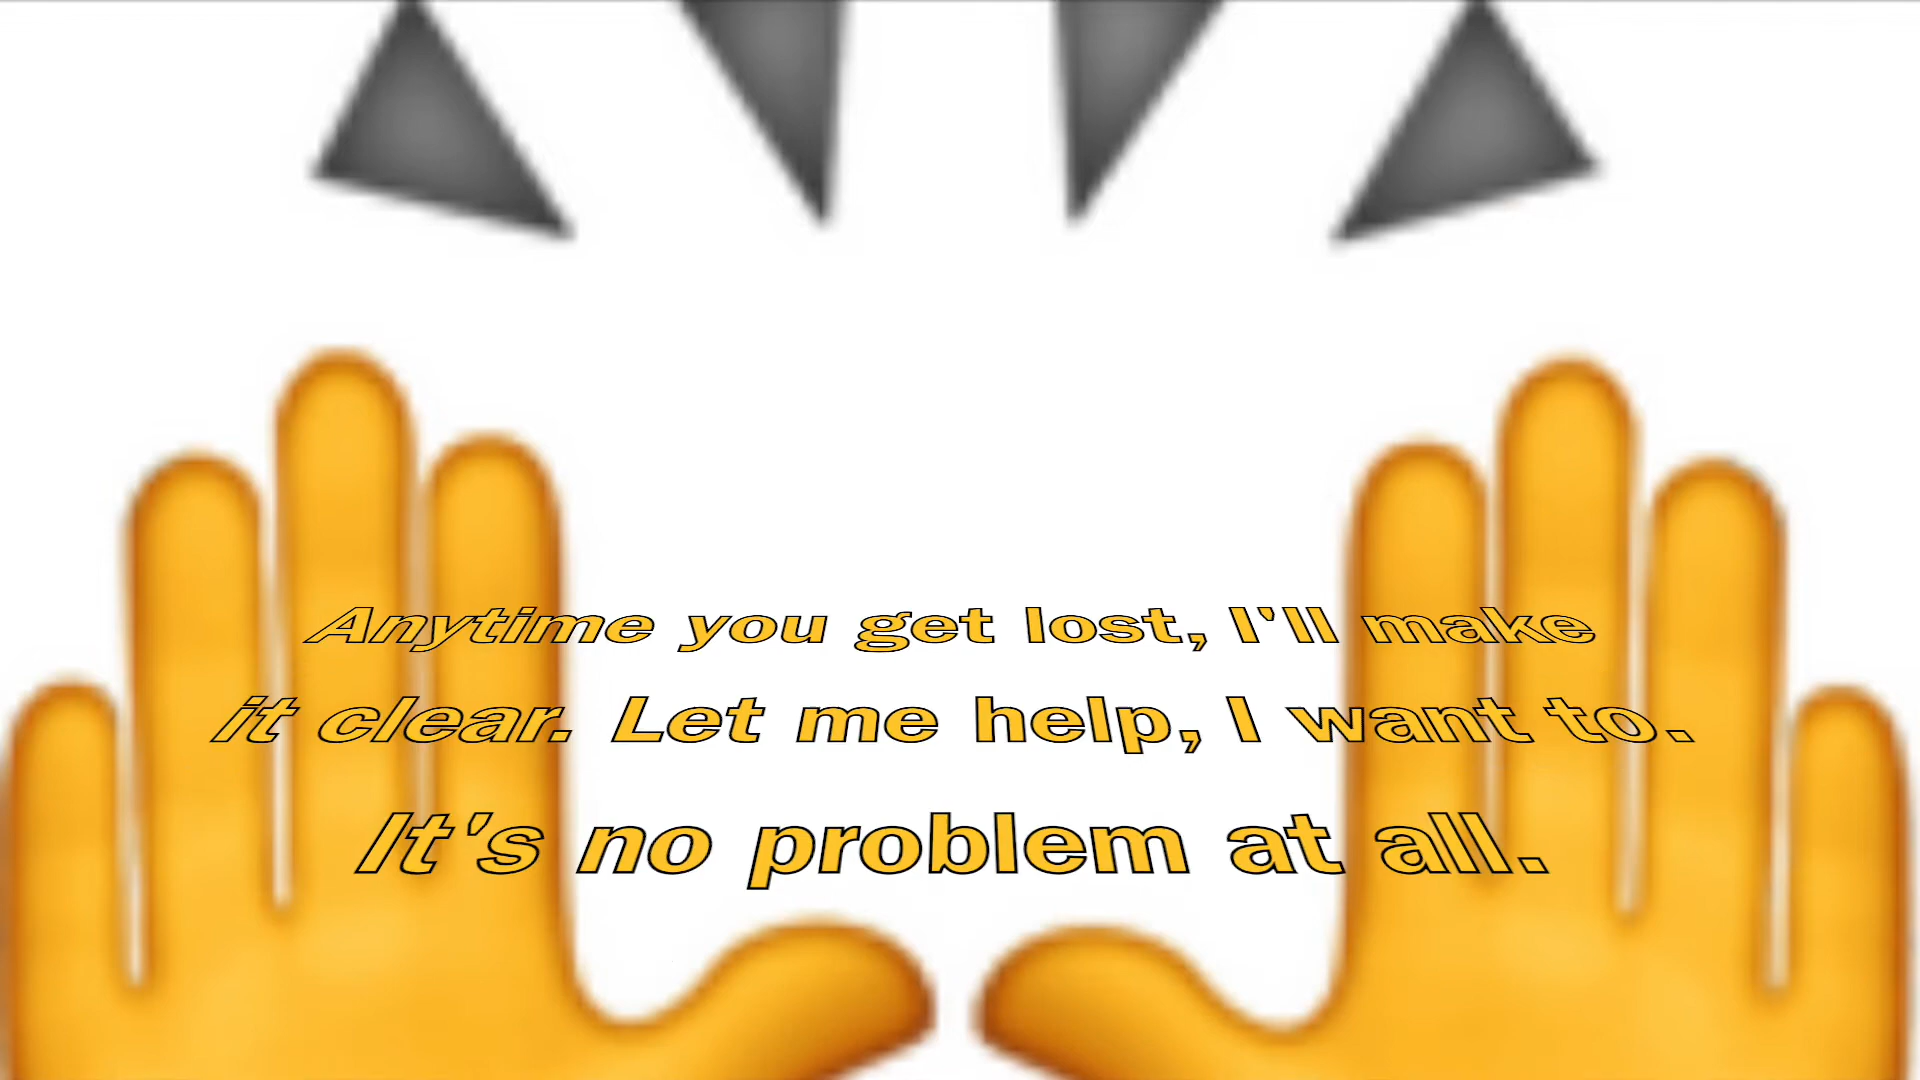 Anytime you get lost, I'll make
it clear. Let me help, I want to.
It's no problem at all.